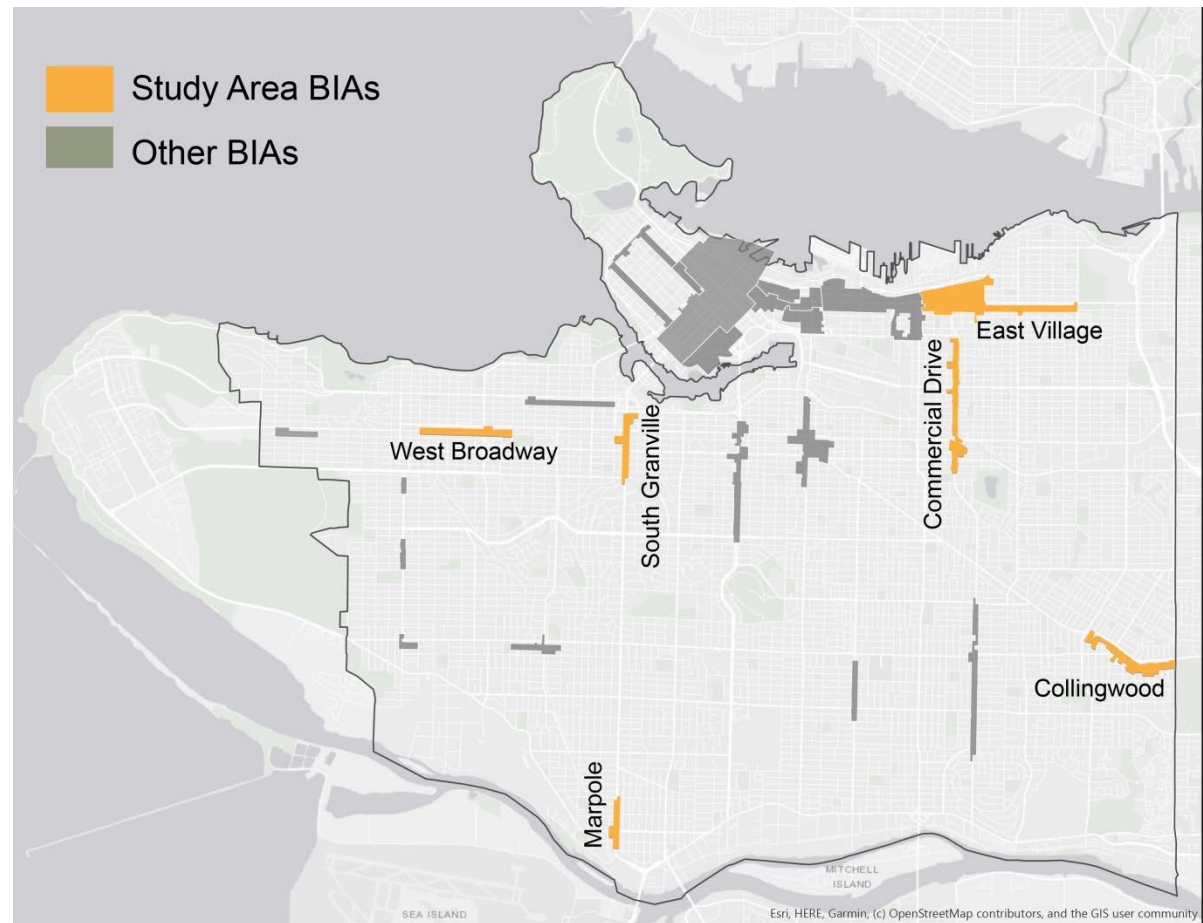 Study Area BIAs
Other BIAs
East Village
Commercial Drive
South Granville
West Broadway
Collingwood
Marpole
MITCHELL
ISLAND
SEA ISLAND
Esri, HERE, Garmin, (c) OpenStreetMap contributors, and the GIS user community